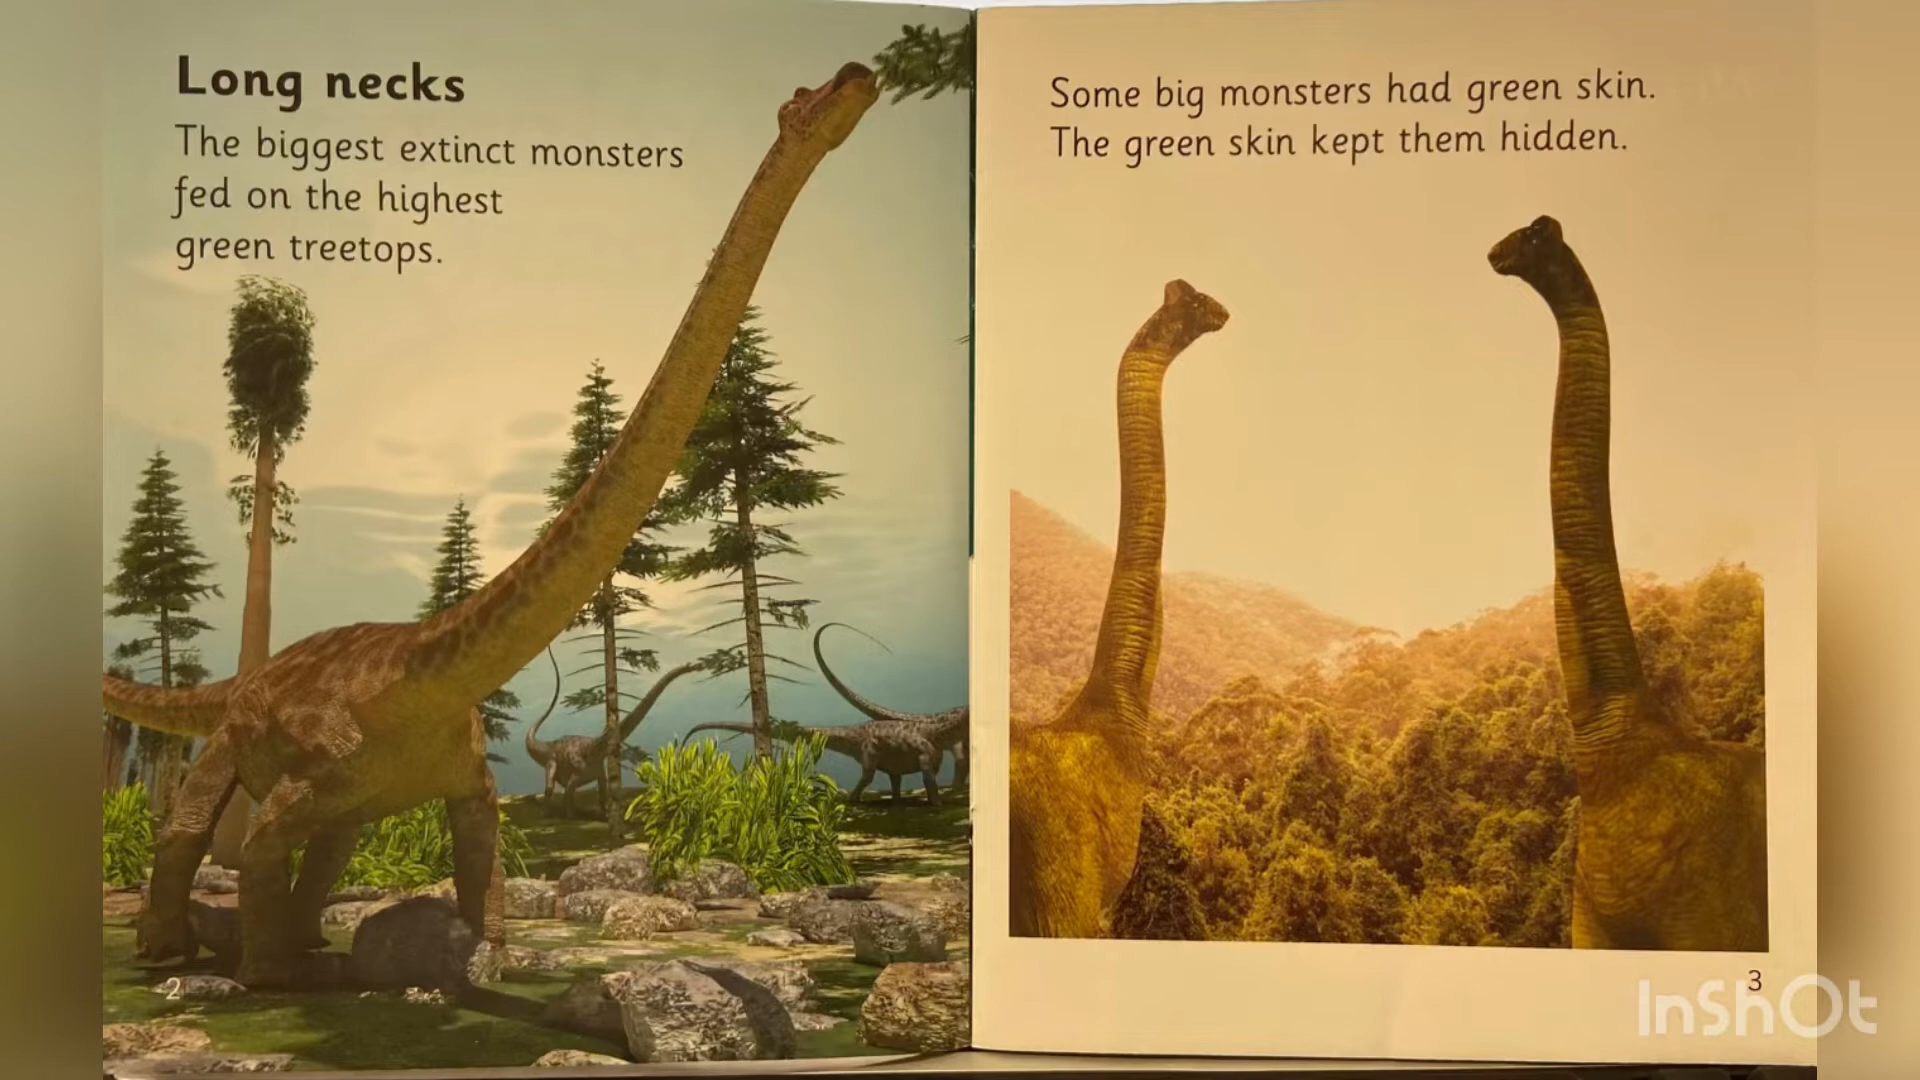 Long necks
The biggest extinct monsters
fed on the highest
green treetops.
2
Some big monsters had green skin.
The green skin kept them hidden.
3
InShOt